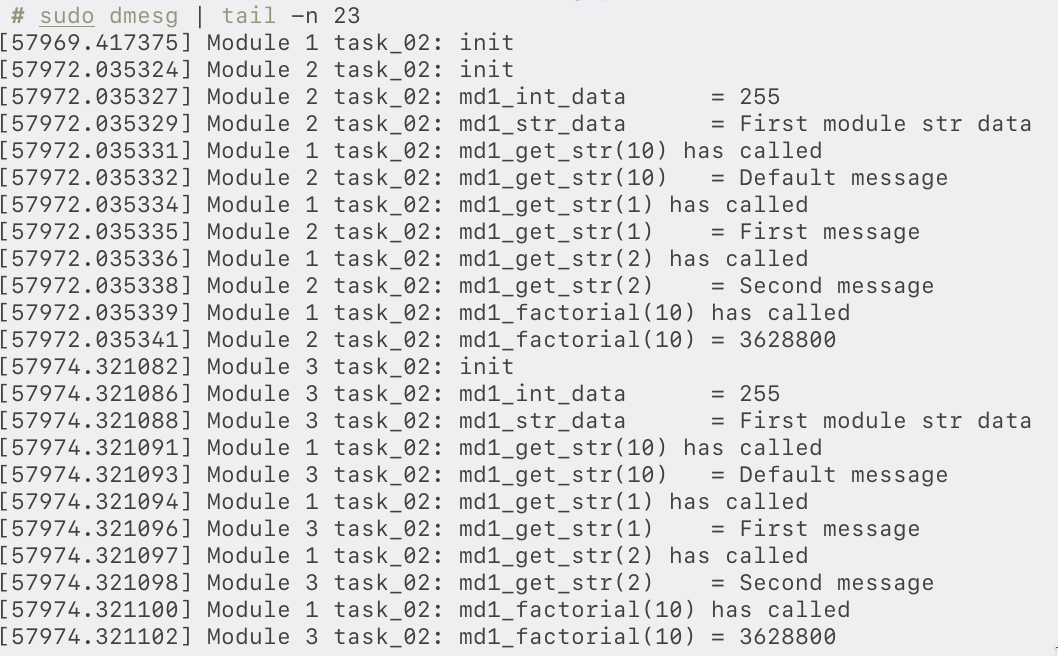 # sudo dmesg | tail -n 23
[57969.417375] Module 1 task_02: init
[57972.035324] Module 2 task_02: init
[57972.035327] Module 2 task_02: md1_int_data      = 255
[57972.035329] Module 2 task_02: md1_str_data      = First module str data
[57972.035331] Module 1 task_02: md1_get_str(10) has called
[57972.035332] Module 2 task_02: md1_get_str(10)   = Default message
[57972.035334] Module 1 task_02: md1_get_str(1) has called
[57972.035335] Module 2 task_02: md1_get_str(1)    = First message
[57972.035336] Module 1 task_02: md1_get_str(2) has called
[57972.035338] Module 2 task_02: md1_get_str(2)    = Second message
[57972.035339] Module 1 task_02: md1_factorial(10) has called
[57972.035341] Module 2 task_02: md1_factorial(10) = 3628800
[57974.321082] Module 3 task_02: init
[57974.321086] Module 3 task_02: md1_int_data      = 255
[57974.321088] Module 3 task_02: md1_str_data      = First module str data
[57974.321091] Module 1 task_02: md1_get_str(10) has called
[57974.321093] Module 3 task_02: md1_get_str(10)   = Default message
[57974.321094] Module 1 task_02: md1_get_str(1) has called
[57974.321096] Module 3 task_02: md1_get_str(1)    = First message
[57974.321097] Module 1 task_02: md1_get_str(2) has called
[57974.321098] Module 3 task_02: md1_get_str(2)    = Second message
[57974.321100] Module 1 task_02: md1_factorial(10) has called
[57974.321102] Module 3 task_02: md1_factorial(10) = 3628800